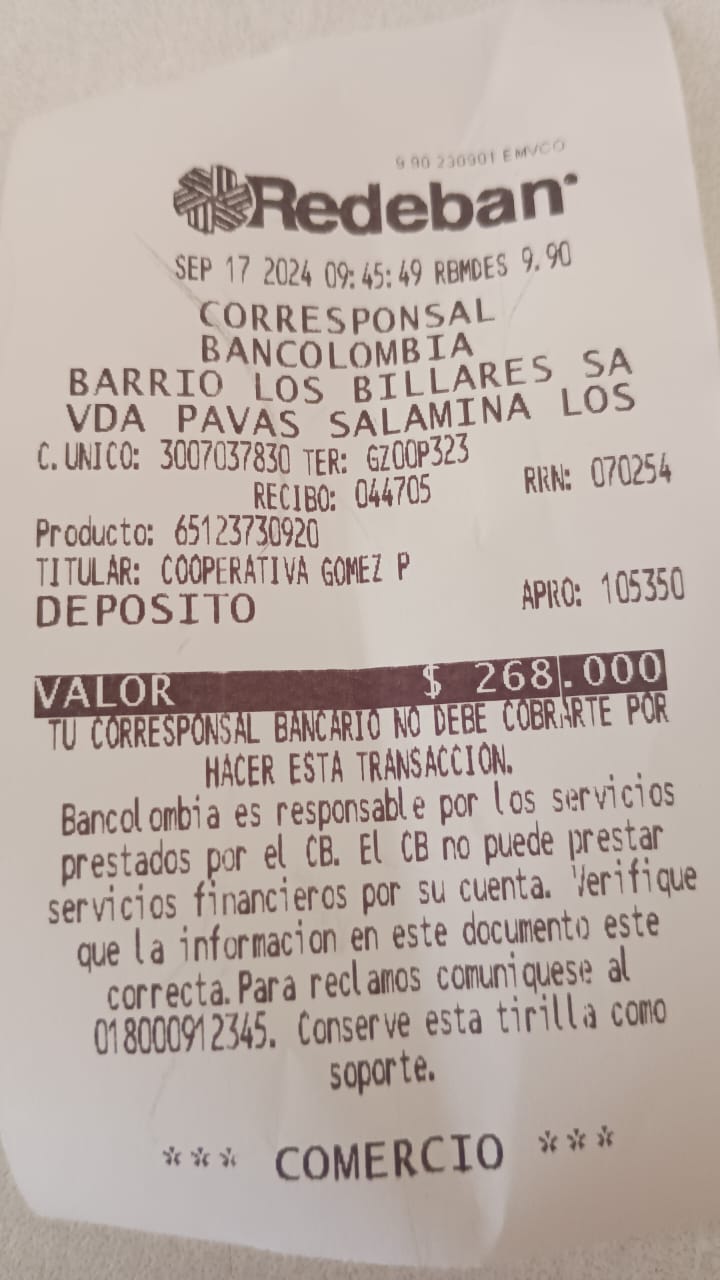 9.90 230901 EMVCO
Redeban
SEP 17 2024 09:45:49 RBMDES 9.90
CORRESPONSAL
BANCOLOMBIA
BARRIO LOS BILLARES SA
VDA PAVAS SALAMINA LOS
C.UNICO: 3007037830 TER: GZ00P323
RECIBO: 044705 RRN: 070254
Producto: 65123730920
TITULAR: COOPERATIVA GOMEZ P
DEPOSITO APRO: 105350
VALOR $ 268.000
TU CORRESPONSAL BANCARIO NO DEBE COBRARTE POR
HACER ESTA TRANSACCION.
Bancolombia es responsable por los servicios
prestados por el CB. El CB no puede prestar
servicios financieros por su cuenta. Verifique
que la informacion en este documento este
correcta.Para reclamos comuniquese al
018000912345. Conserve esta tirilla como
soporte.
*** COMERCIO ***